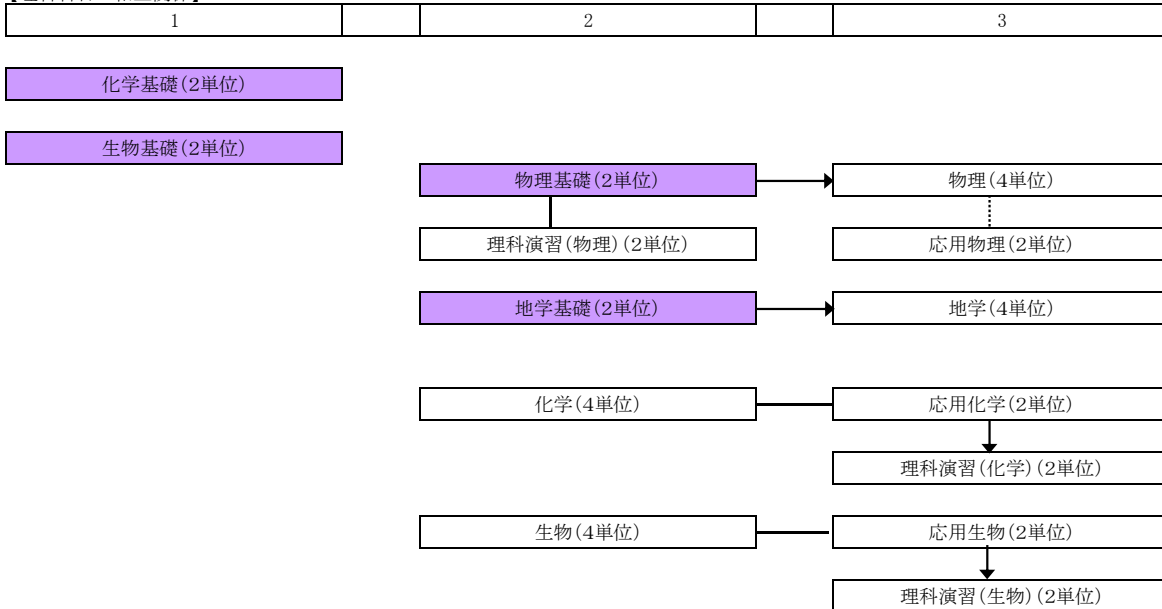 1 2 3
化学基礎(2単位)
生物基礎(2単位)
物理基礎(2単位) 物理(4単位)
理科演習(物理)(2単位) 応用物理(2単位)
地学基礎(2単位) 地学(4単位)
化学(4単位) 応用化学(2単位)
理科演習(化学)(2単位)
生物(4単位) 応用生物(2単位)
理科演習(生物)(2単位)